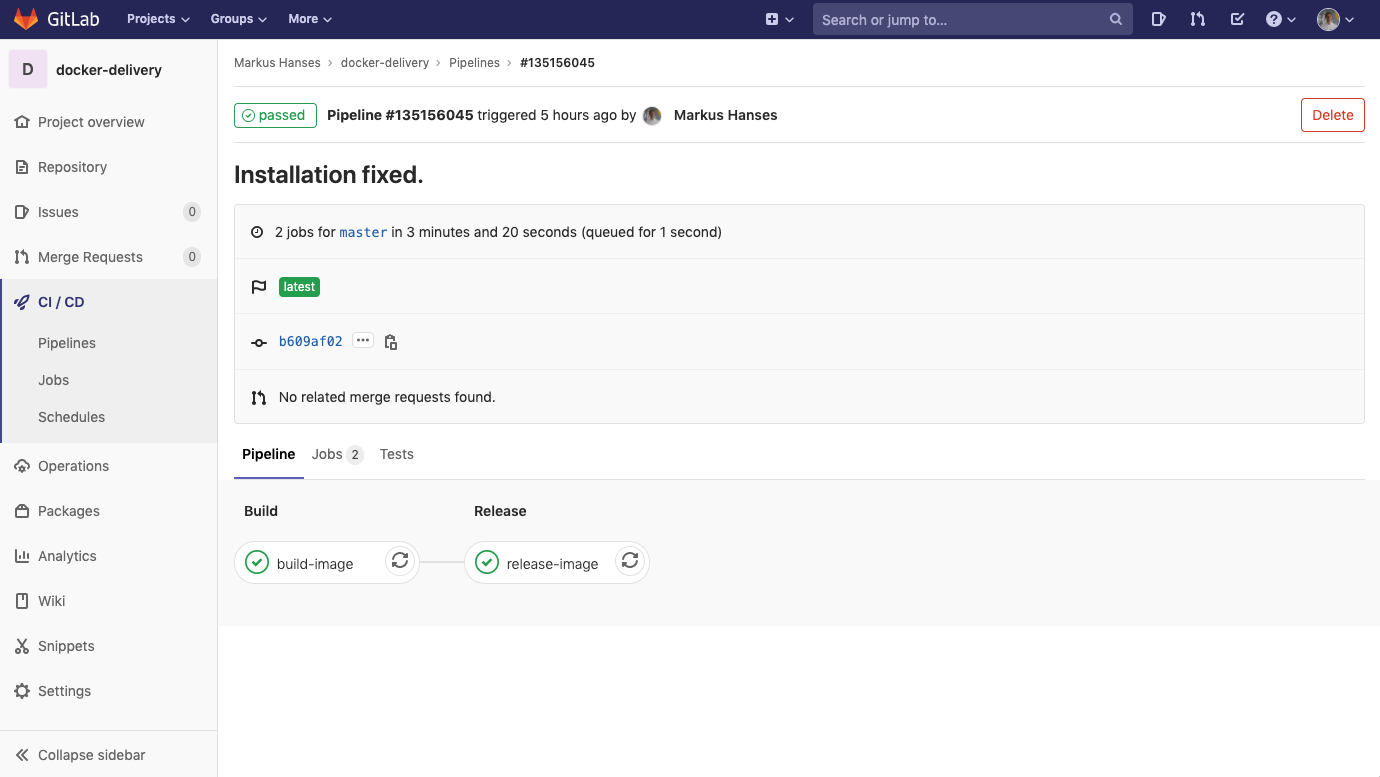 GitLab Projects Groups More Search or jump to...
D docker-delivery
Project overview
Repository
Issues 0
Merge Requests 0
CI / CD
Pipelines
Jobs
Schedules
Operations
Packages
Analytics
Wiki
Snippets
Settings
Collapse sidebar
Markus Hanses › docker-delivery › Pipelines › #135156045
passed Pipeline #135156045 triggered 5 hours ago by Markus Hanses Delete
Installation fixed.
2 jobs for master in 3 minutes and 20 seconds (queued for 1 second)
latest
b609af02 ...
No related merge requests found.
Pipeline Jobs 2 Tests
Build Release
build-image release-image